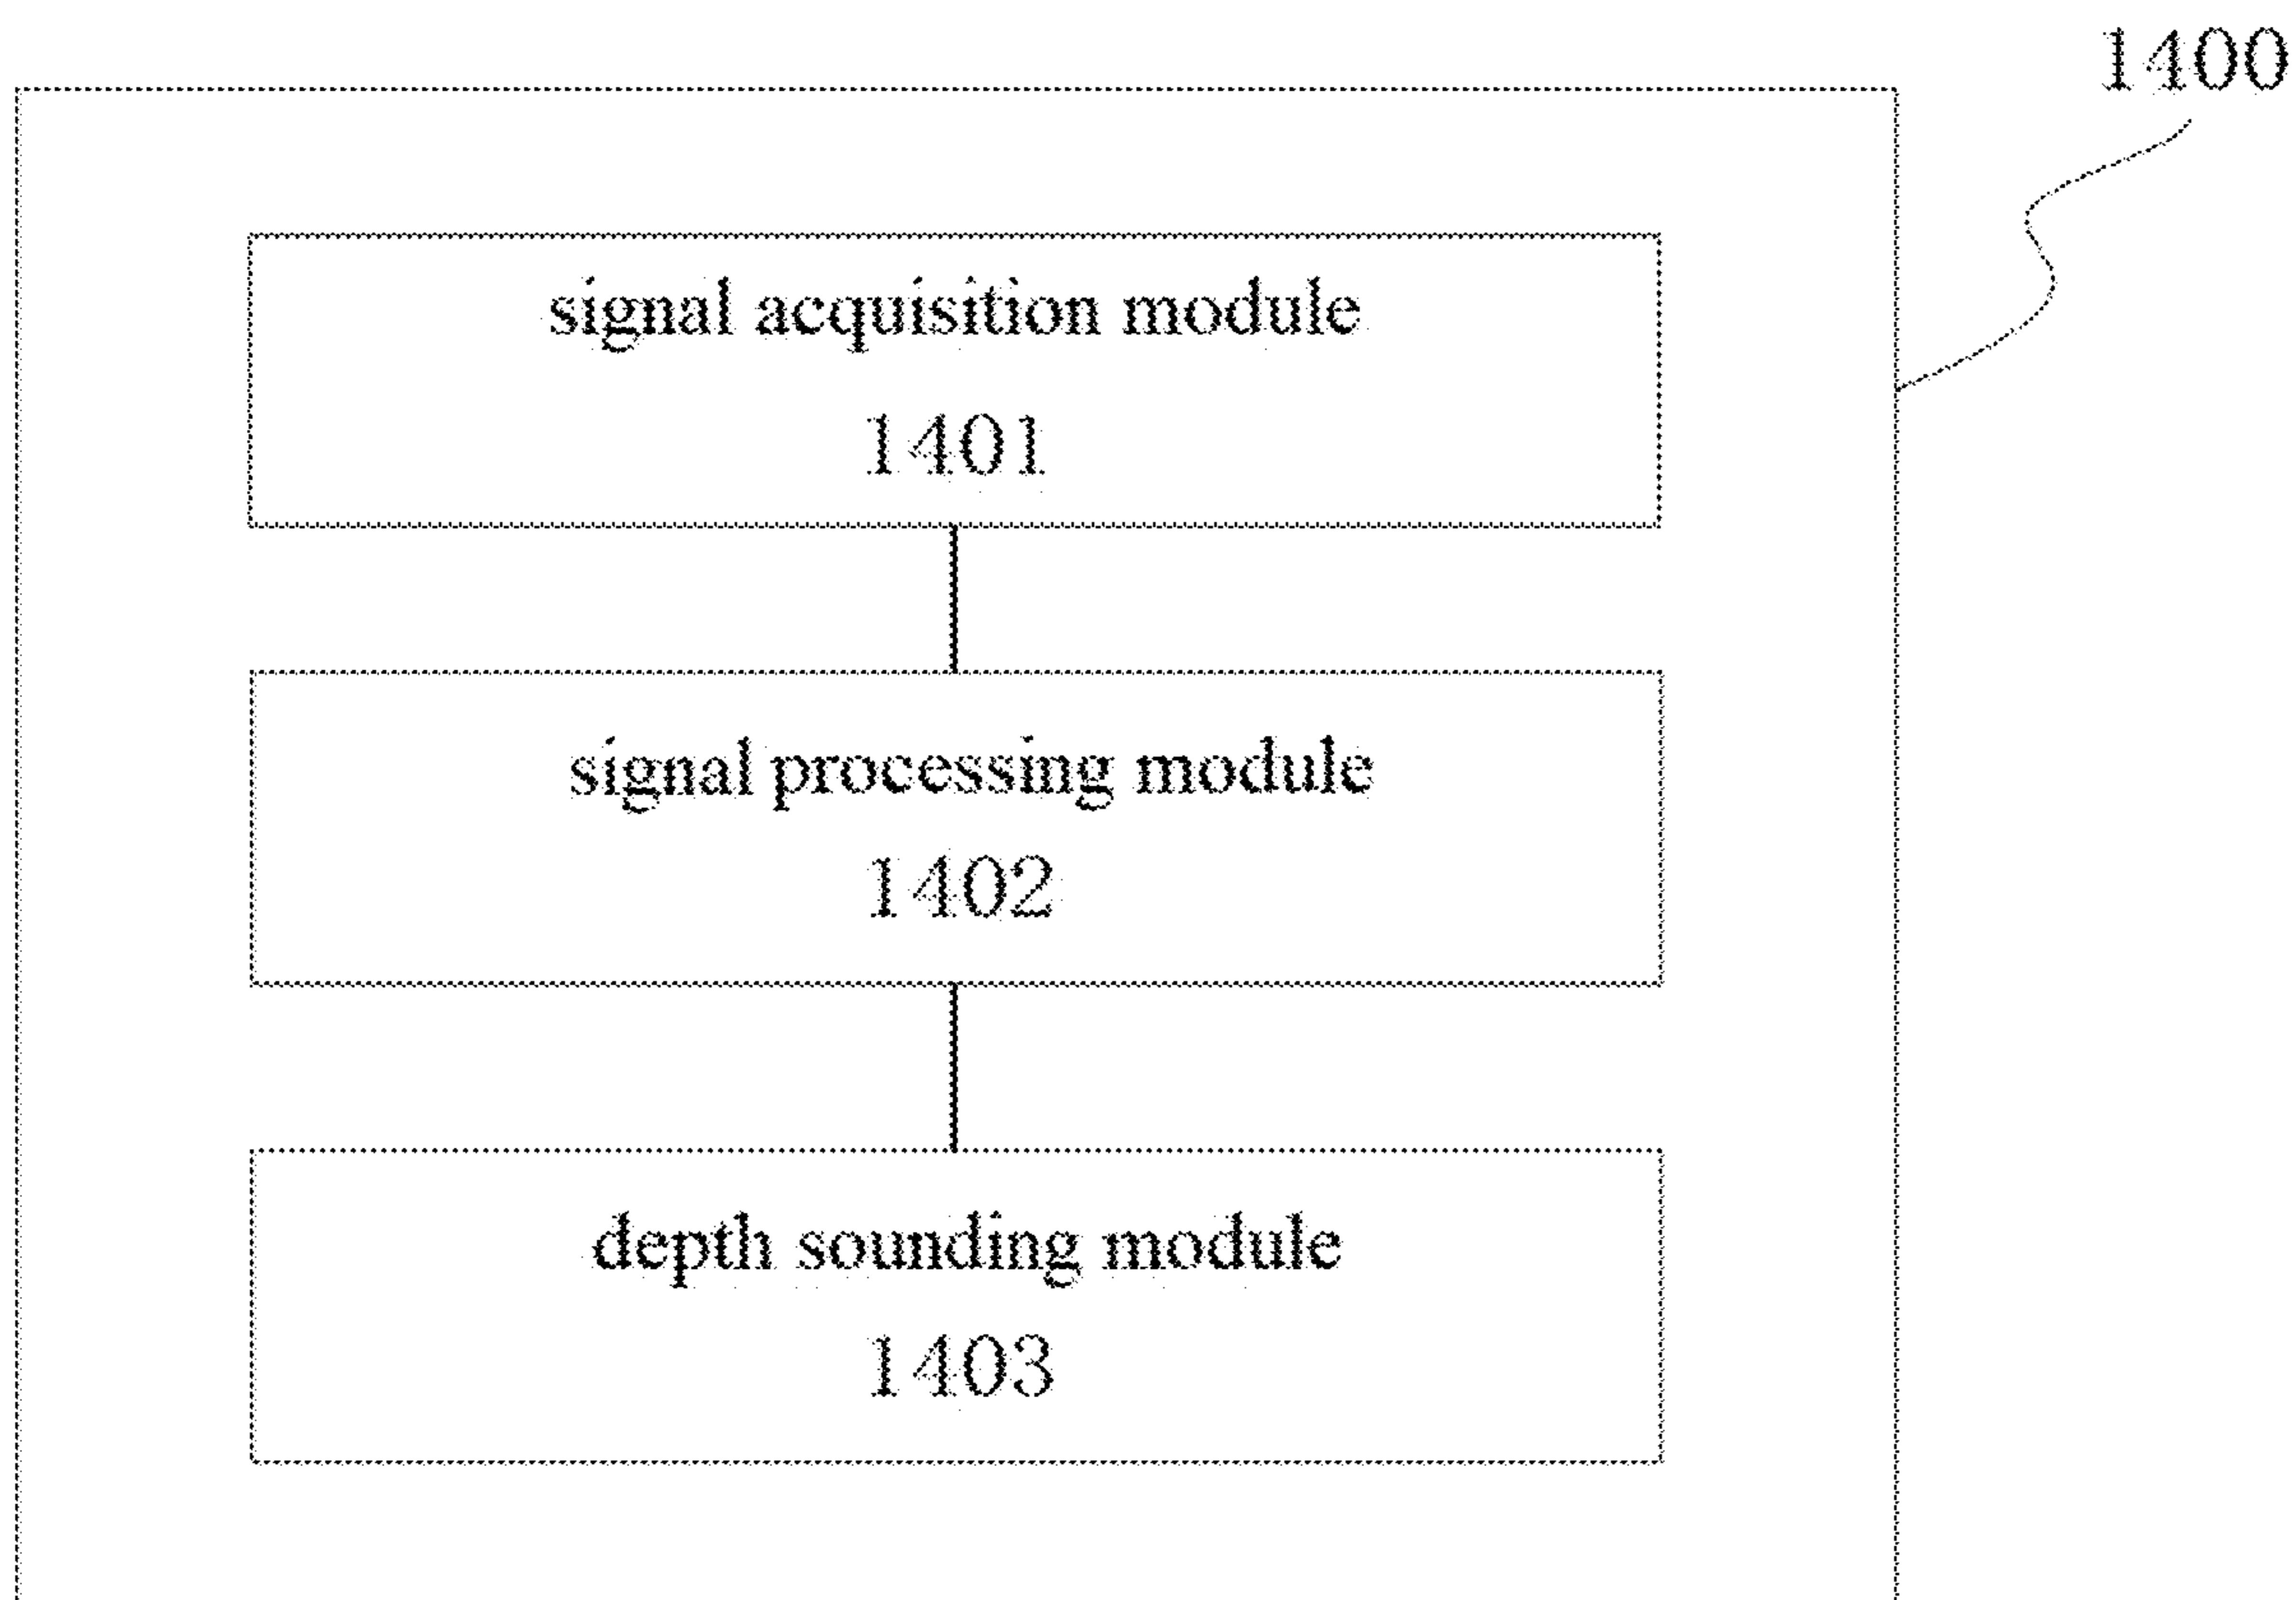 1400
signal acquisition module
1401
signal processing module
1402
depth sounding module
1403